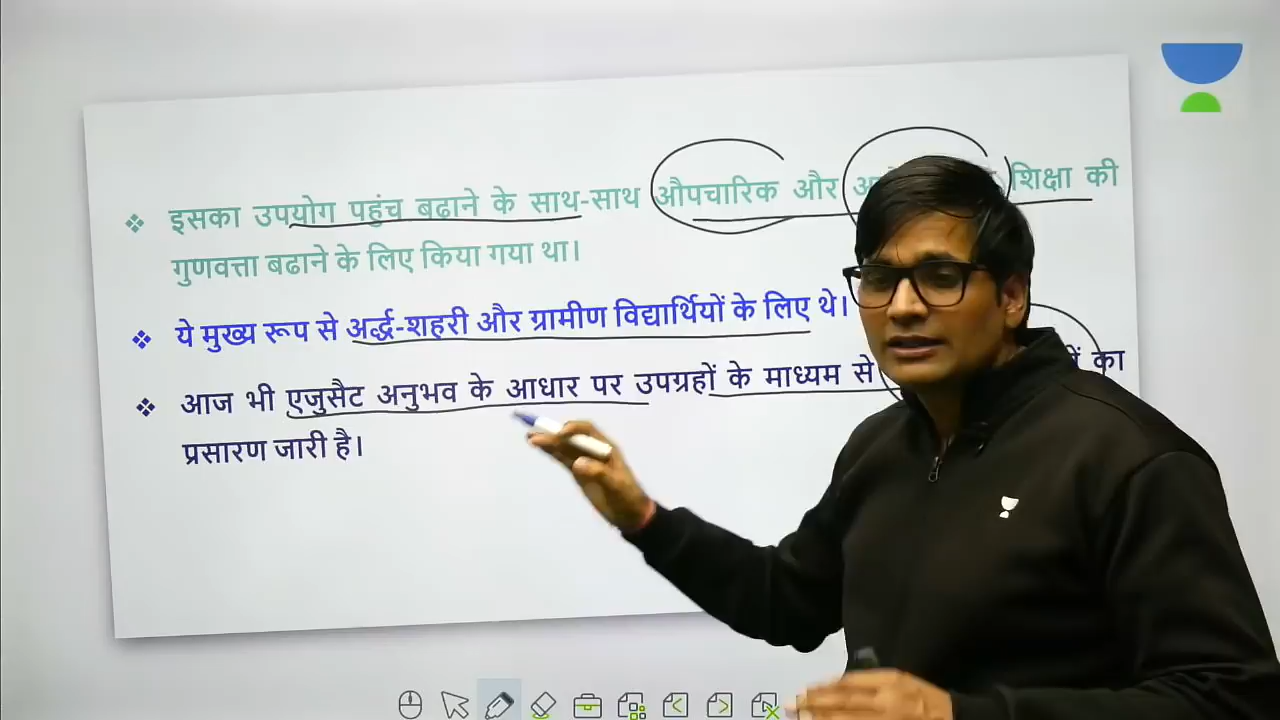 इसका उपयोग पहुंच बढाने के साथ-साथ औपचारिक और शिक्षा की
गुणवत्ता बढाने के लिए किया गया था।
ये मुख्य रूप से अर्द्ध-शहरी और ग्रामीण विद्यार्थियों के लिए थे।
आज भी एजुसैट अनुभव के आधार पर उपग्रहों के माध्यम से का
प्रसारण जारी है।